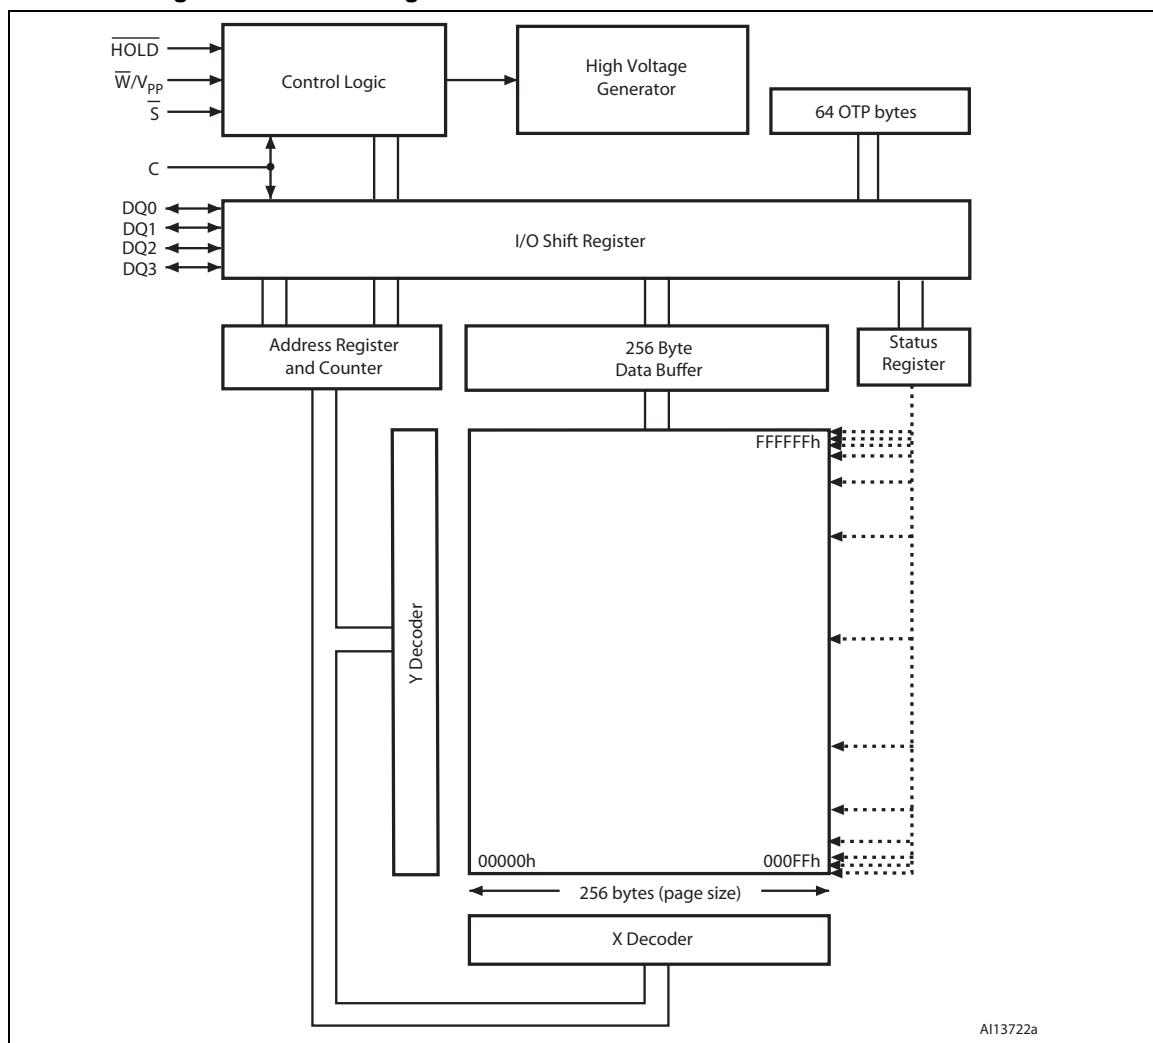 HOLD
W/VPP
S
C
DQ0
DQ1
DQ2
DQ3
Control Logic
High Voltage
Generator
64 OTP bytes
I/O Shift Register
Address Register
and Counter
256 Byte
Data Buffer
Status
Register
FFFFFFh
Y Decoder
00000h
000FFh
256 bytes (page size)
X Decoder
AI13722a